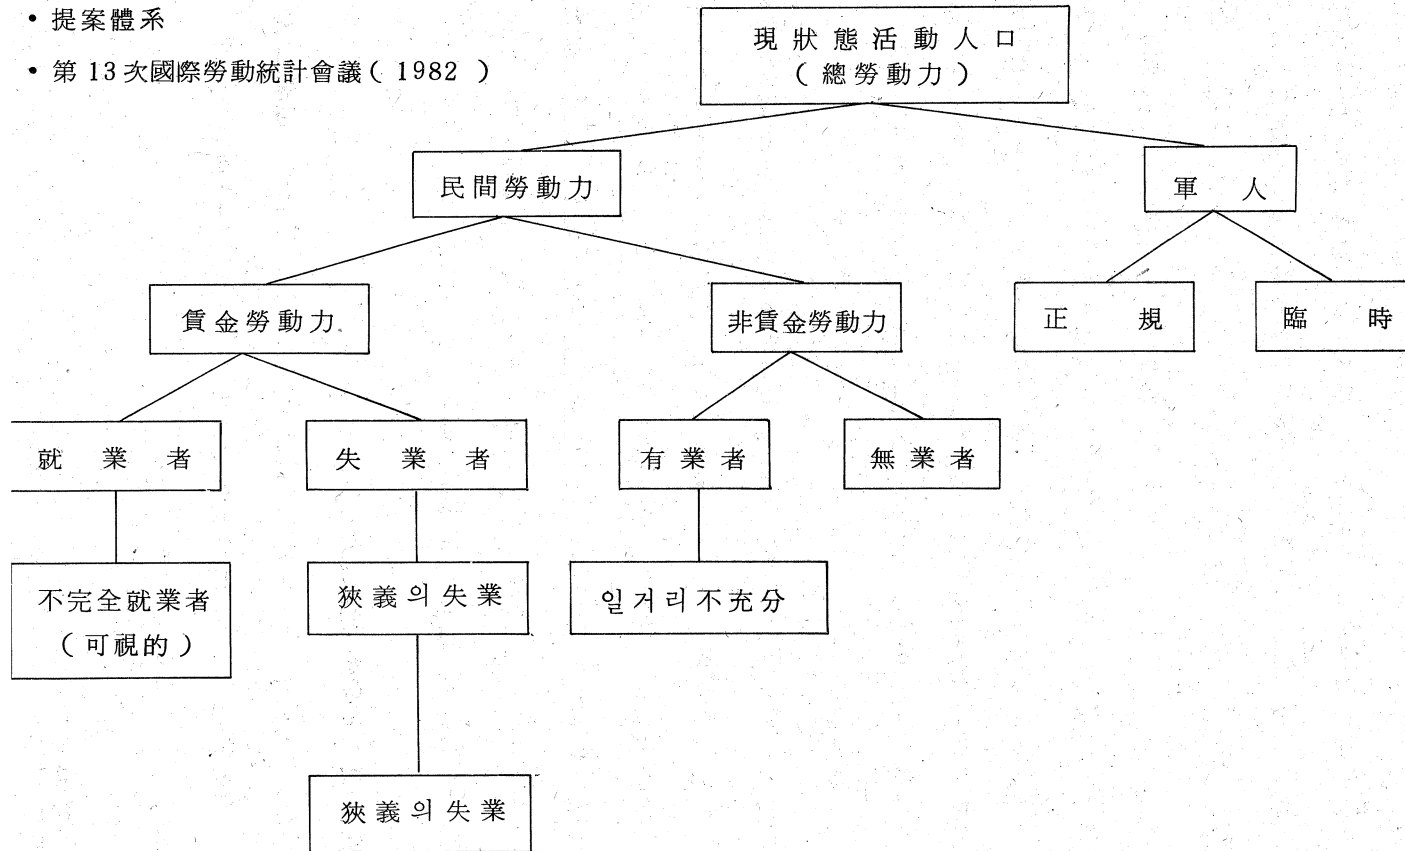 • 提案體系
• 第 13 次國際勞動統計會議 ( 1982 )
現狀態活動人口
( 總勞動力 )
民間勞動力
軍 人
賃金勞動力
非賃金勞動力
正 規
臨 時
就 業 者
失 業 者
有業者
無業者
不完全就業者
( 可視的 )
狹義의 失業
일거리不充分
狹義의 失業